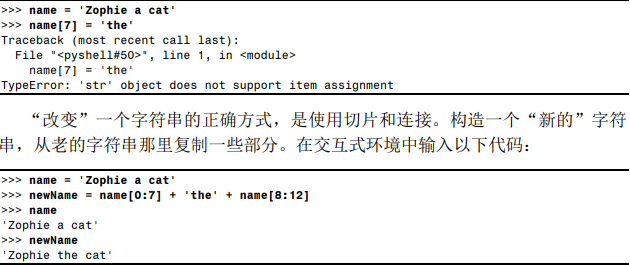 >>> name = 'Zophie a cat'
>>> name[7] = 'the'
Traceback (most recent call last):
  File "<pyshell#50>", line 1, in <module>
    name[7] = 'the'
TypeError: 'str' object does not support item assignment
“改变”一个字符串的正确方式，是使用切片和连接。构造一个“新的”字符
串，从老的字符串那里复制一些部分。在交互式环境中输入以下代码：
>>> name = 'Zophie a cat'
>>> newName = name[0:7] + 'the' + name[8:12]
>>> name
'Zophie a cat'
>>> newName
'Zophie the cat'